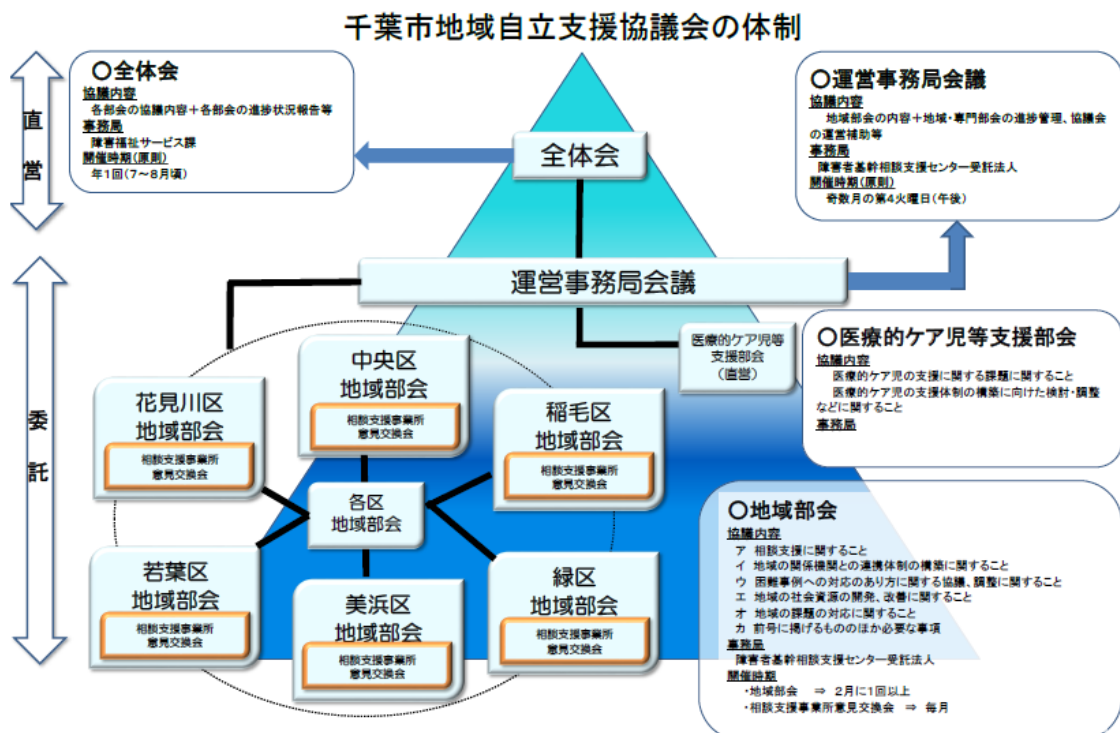 千葉市地域自立支援協議会の体制
直営
〇全体会
協議内容
各部会の協議内容＋各部会の進捗状況報告等
事務局
障害福祉サービス課
開催時期(原則)
年1回(7～8月頃)
〇運営事務局会議
協議内容
地域部会の内容＋地域・専門部会の進捗管理、協議会
の運営補助等
事務局
障害者基幹相談支援センター受託法人
開催時期(原則)
奇数月の第4火曜日(午後)
全体会
運営事務局会議
委託
医療的ケア児等
支援部会
(直営)
〇医療的ケア児等支援部会
協議内容
医療的ケア児の支援に関する課題に関すること
医療的ケア児の支援体制の構築に向けた検討・調整
などに関すること
事務局
中央区
地域部会
相談支援事業所
意見交換会
花見川区
地域部会
相談支援事業所
意見交換会
稲毛区
地域部会
相談支援事業所
意見交換会
各区
地域部会
若葉区
地域部会
相談支援事業所
意見交換会
美浜区
地域部会
相談支援事業所
意見交換会
緑区
地域部会
相談支援事業所
意見交換会
〇地域部会
協議内容
ア 相談支援に関すること
イ 地域の関係機関との連携体制の構築に関すること
ウ 困難事例への対応のあり方に関する協議、調整に関すること
エ 地域の社会資源の開発、改善に関すること
オ 地域の課題の対応に関すること
カ 前号に掲げるもののほか必要な事項
事務局
障害者基幹相談支援センター受託法人
開催時期
・地域部会 ⇒ 2月に1回以上
・相談支援事業所意見交換会 ⇒ 毎月